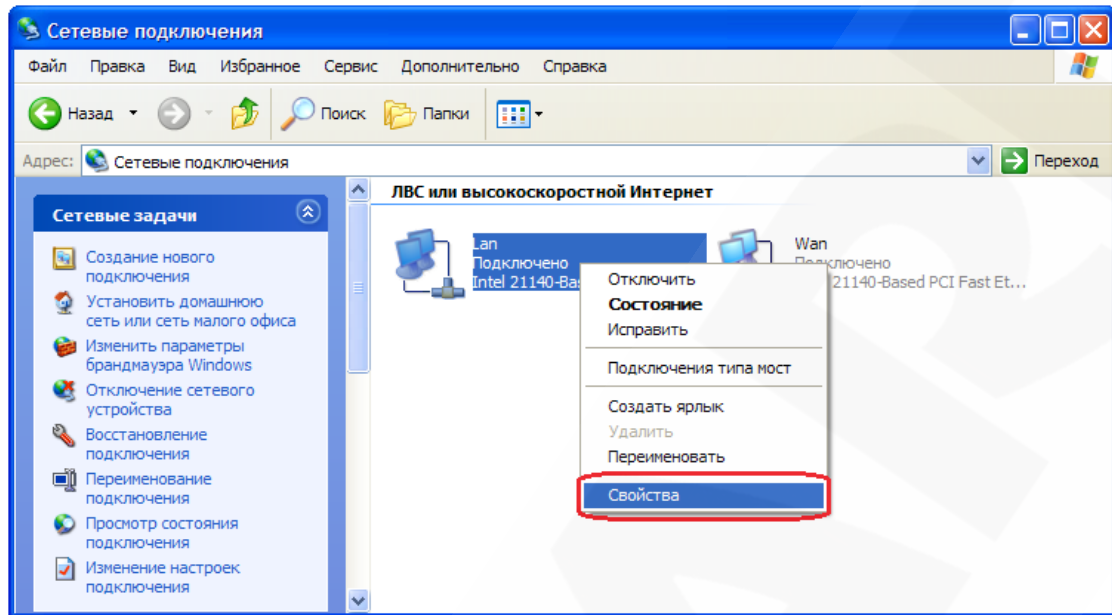 Сетевые подключения
Файл Правка Вид Избранное Сервис Дополнительно Справка
Назад Поиск Папки
Адрес: Сетевые подключения Переход
Сетевые задачи
Создание нового
подключения
Установить домашнюю
сеть или сеть малого офиса
Изменить параметры
брандмауэра Windows
Отключение сетевого
устройства
Восстановление
подключения
Переименование
подключения
Просмотр состояния
подключения
Изменение настроек
подключения
ЛВС или высокоскоростной Интернет
Lan
Подключено
Intel 21140-Bas
Wan
Подключено
21140-Based PCI Fast Et...
Отключить
Состояние
Исправить
Подключения типа мост
Создать ярлык
Удалить
Переименовать
Свойства